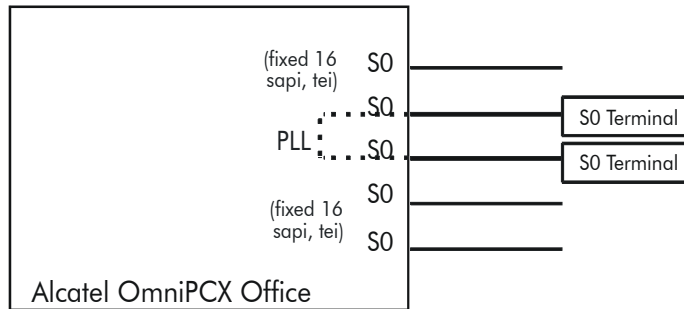 (fixed 16
sapi, tei)
S0
S0
S0 Terminal
PLL
S0
S0 Terminal
S0
(fixed 16
sapi, tei)
S0
Alcatel OmniPCX Office